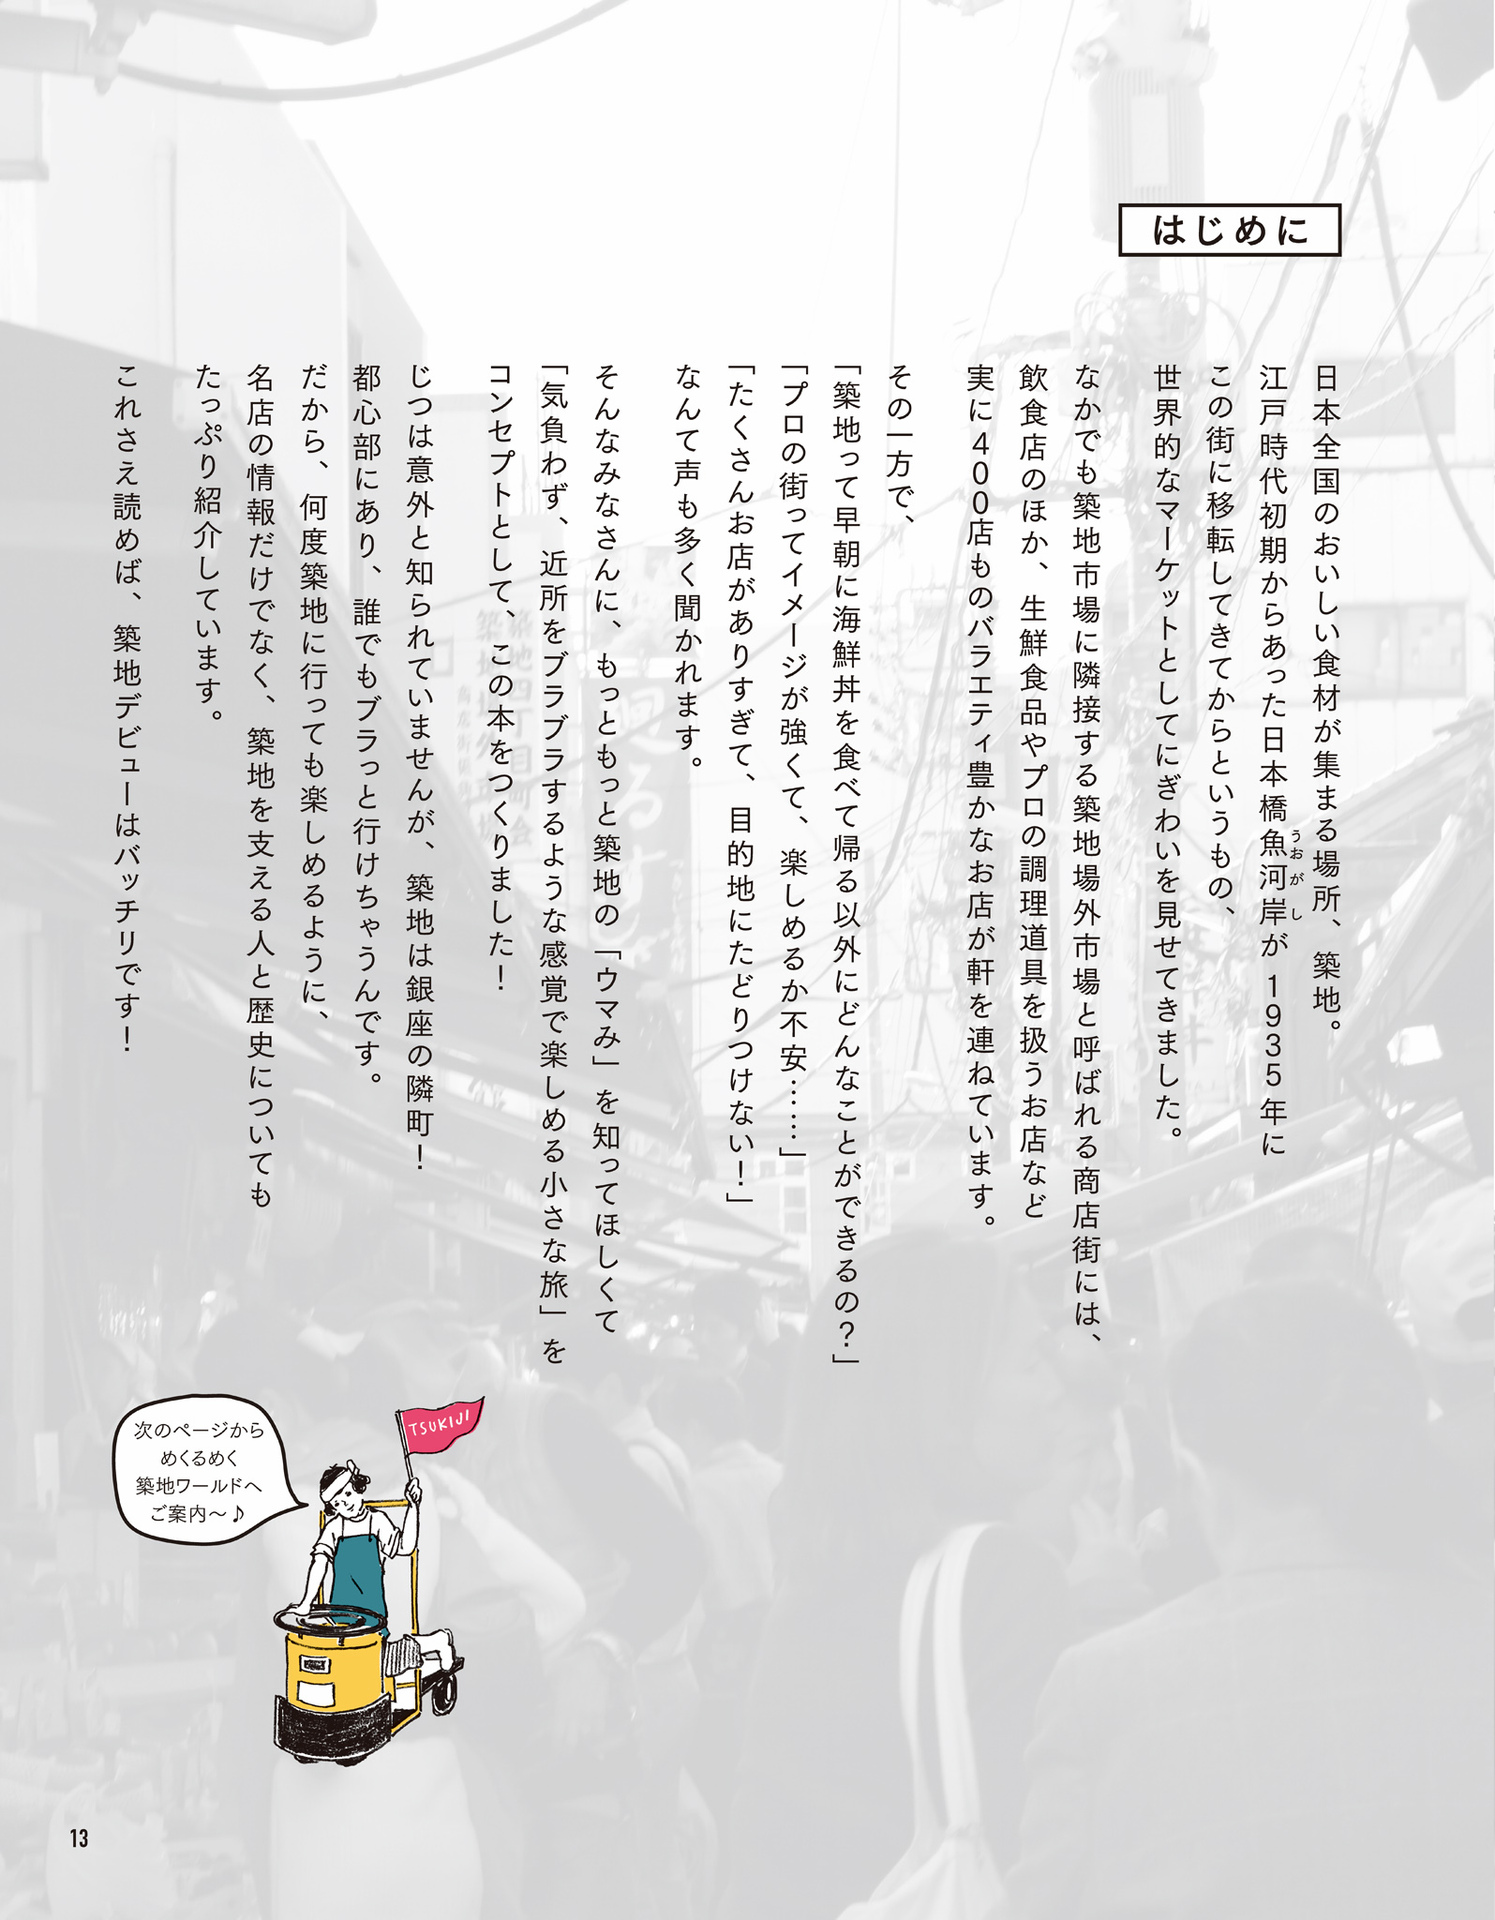 はじめに
日本全国のおいしい食材が集まる場所、築地。
江戸時代初期からあった日本橋魚河岸が1935年に
うおがし
この街に移転してきてからというもの、
世界的なマーケットとしてにぎわいを見せてきました。
なかでも築地市場に隣接する築地場外市場と呼ばれる商店街には、
飲食店のほか、生鮮食品やプロの調理道具を扱うお店など
実に400店ものバラエティ豊かなお店が軒を連ねています。
その一方で、
「築地って早朝に海鮮丼を食べて帰る以外にどんなことができるの？」
「プロの街ってイメージが強くて、楽しめるか不安……」
「たくさんお店がありすぎて、目的地にたどりつけない！」
なんて声も多く聞かれます。
そんなみなさんに、もっともっと築地の「ウマみ」を知ってほしくて
「気負わず、近所をブラブラするような感覚で楽しめる小さな旅」を
コンセプトとして、この本をつくりました！
じつは意外と知られていませんが、築地は銀座の隣町！
都心部にあり、誰でもブラっと行けちゃうんです。
だから、何度築地に行っても楽しめるように、
名店の情報だけでなく、築地を支える人と歴史についても
たっぷり紹介しています。
これさえ読めば、築地デビューはバッチリです！
TSUKIJI
次のページから
めくるめく
築地ワールドへ
ご案内〜♪
13